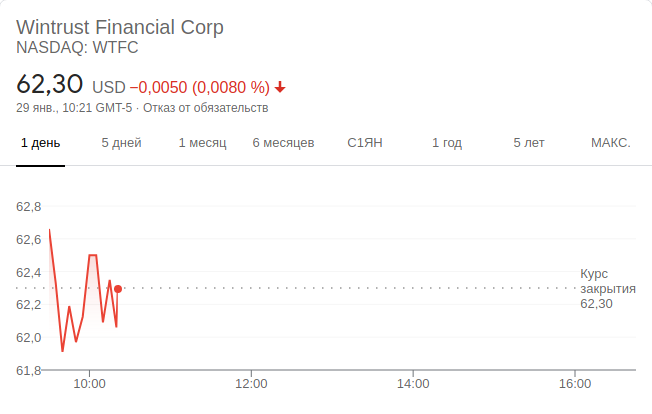 Wintrust Financial Corp
NASDAQ: WTFC
62,30 USD −0,0050 (0,0080 %)
29 янв., 10:21 GMT-5 · Отказ от обязательств
1 день 5 дней 1 месяц 6 месяцев С1ЯН 1 год 5 лет МАКС.
62,8
62,6
62,4
62,2
62,0
61,8
Курс
закрытия
62,30
10:00 12:00 14:00 16:00